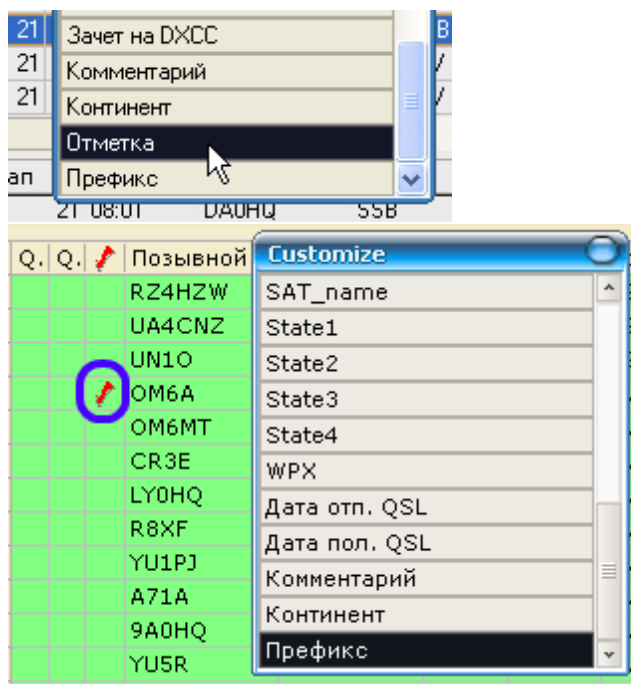 21 Зачет на DXCC В
21 Комментарий
21 Континент
Отметка
ап Префикс
21 08:01 DA0HQ SSB
Q. Q. Позывной Customize
RZ4HZW SAT_name
UA4CNZ State1
UN1O State2
OM6A State3
OM6MT State4
CR3E WPX
LY0HQ Дата отп. QSL
R8XF Дата пол. QSL
YU1PJ Комментарий
A71A Континент
9A0HQ Префикс
YU5R